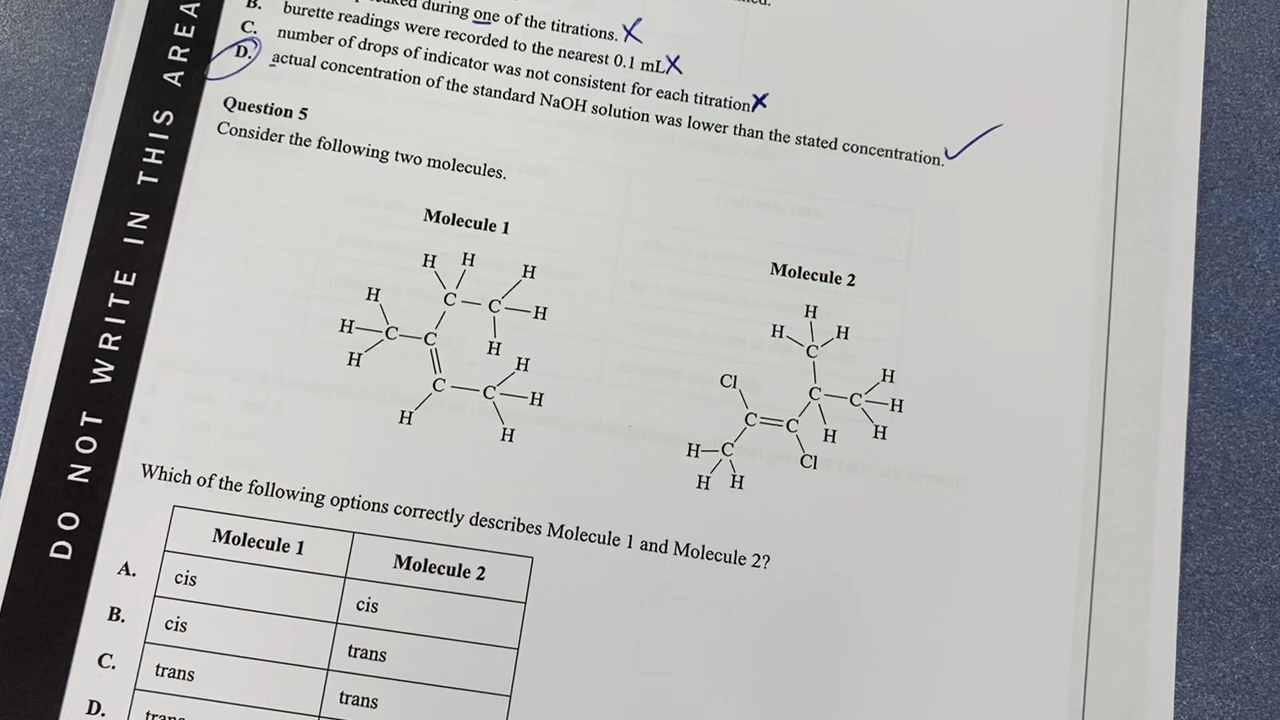 during one of the titrations. X
B. burette readings were recorded to the nearest 0.1 mL X
C. number of drops of indicator was not consistent for each titration X
D. actual concentration of the standard NaOH solution was lower than the stated concentration. ✓
DO NOT WRITE IN THIS AREA
Question 5
Consider the following two molecules.
Molecule 1
H H
H
C C H
H
H C C
H
H
H
C C H
H
H
Molecule 2
H
H H
C
H
Cl
C C H
C C
H
H
H C
Cl
H H
Which of the following options correctly describes Molecule 1 and Molecule 2?
Molecule 1 Molecule 2
A. cis cis
B. cis trans
C. trans trans
D.